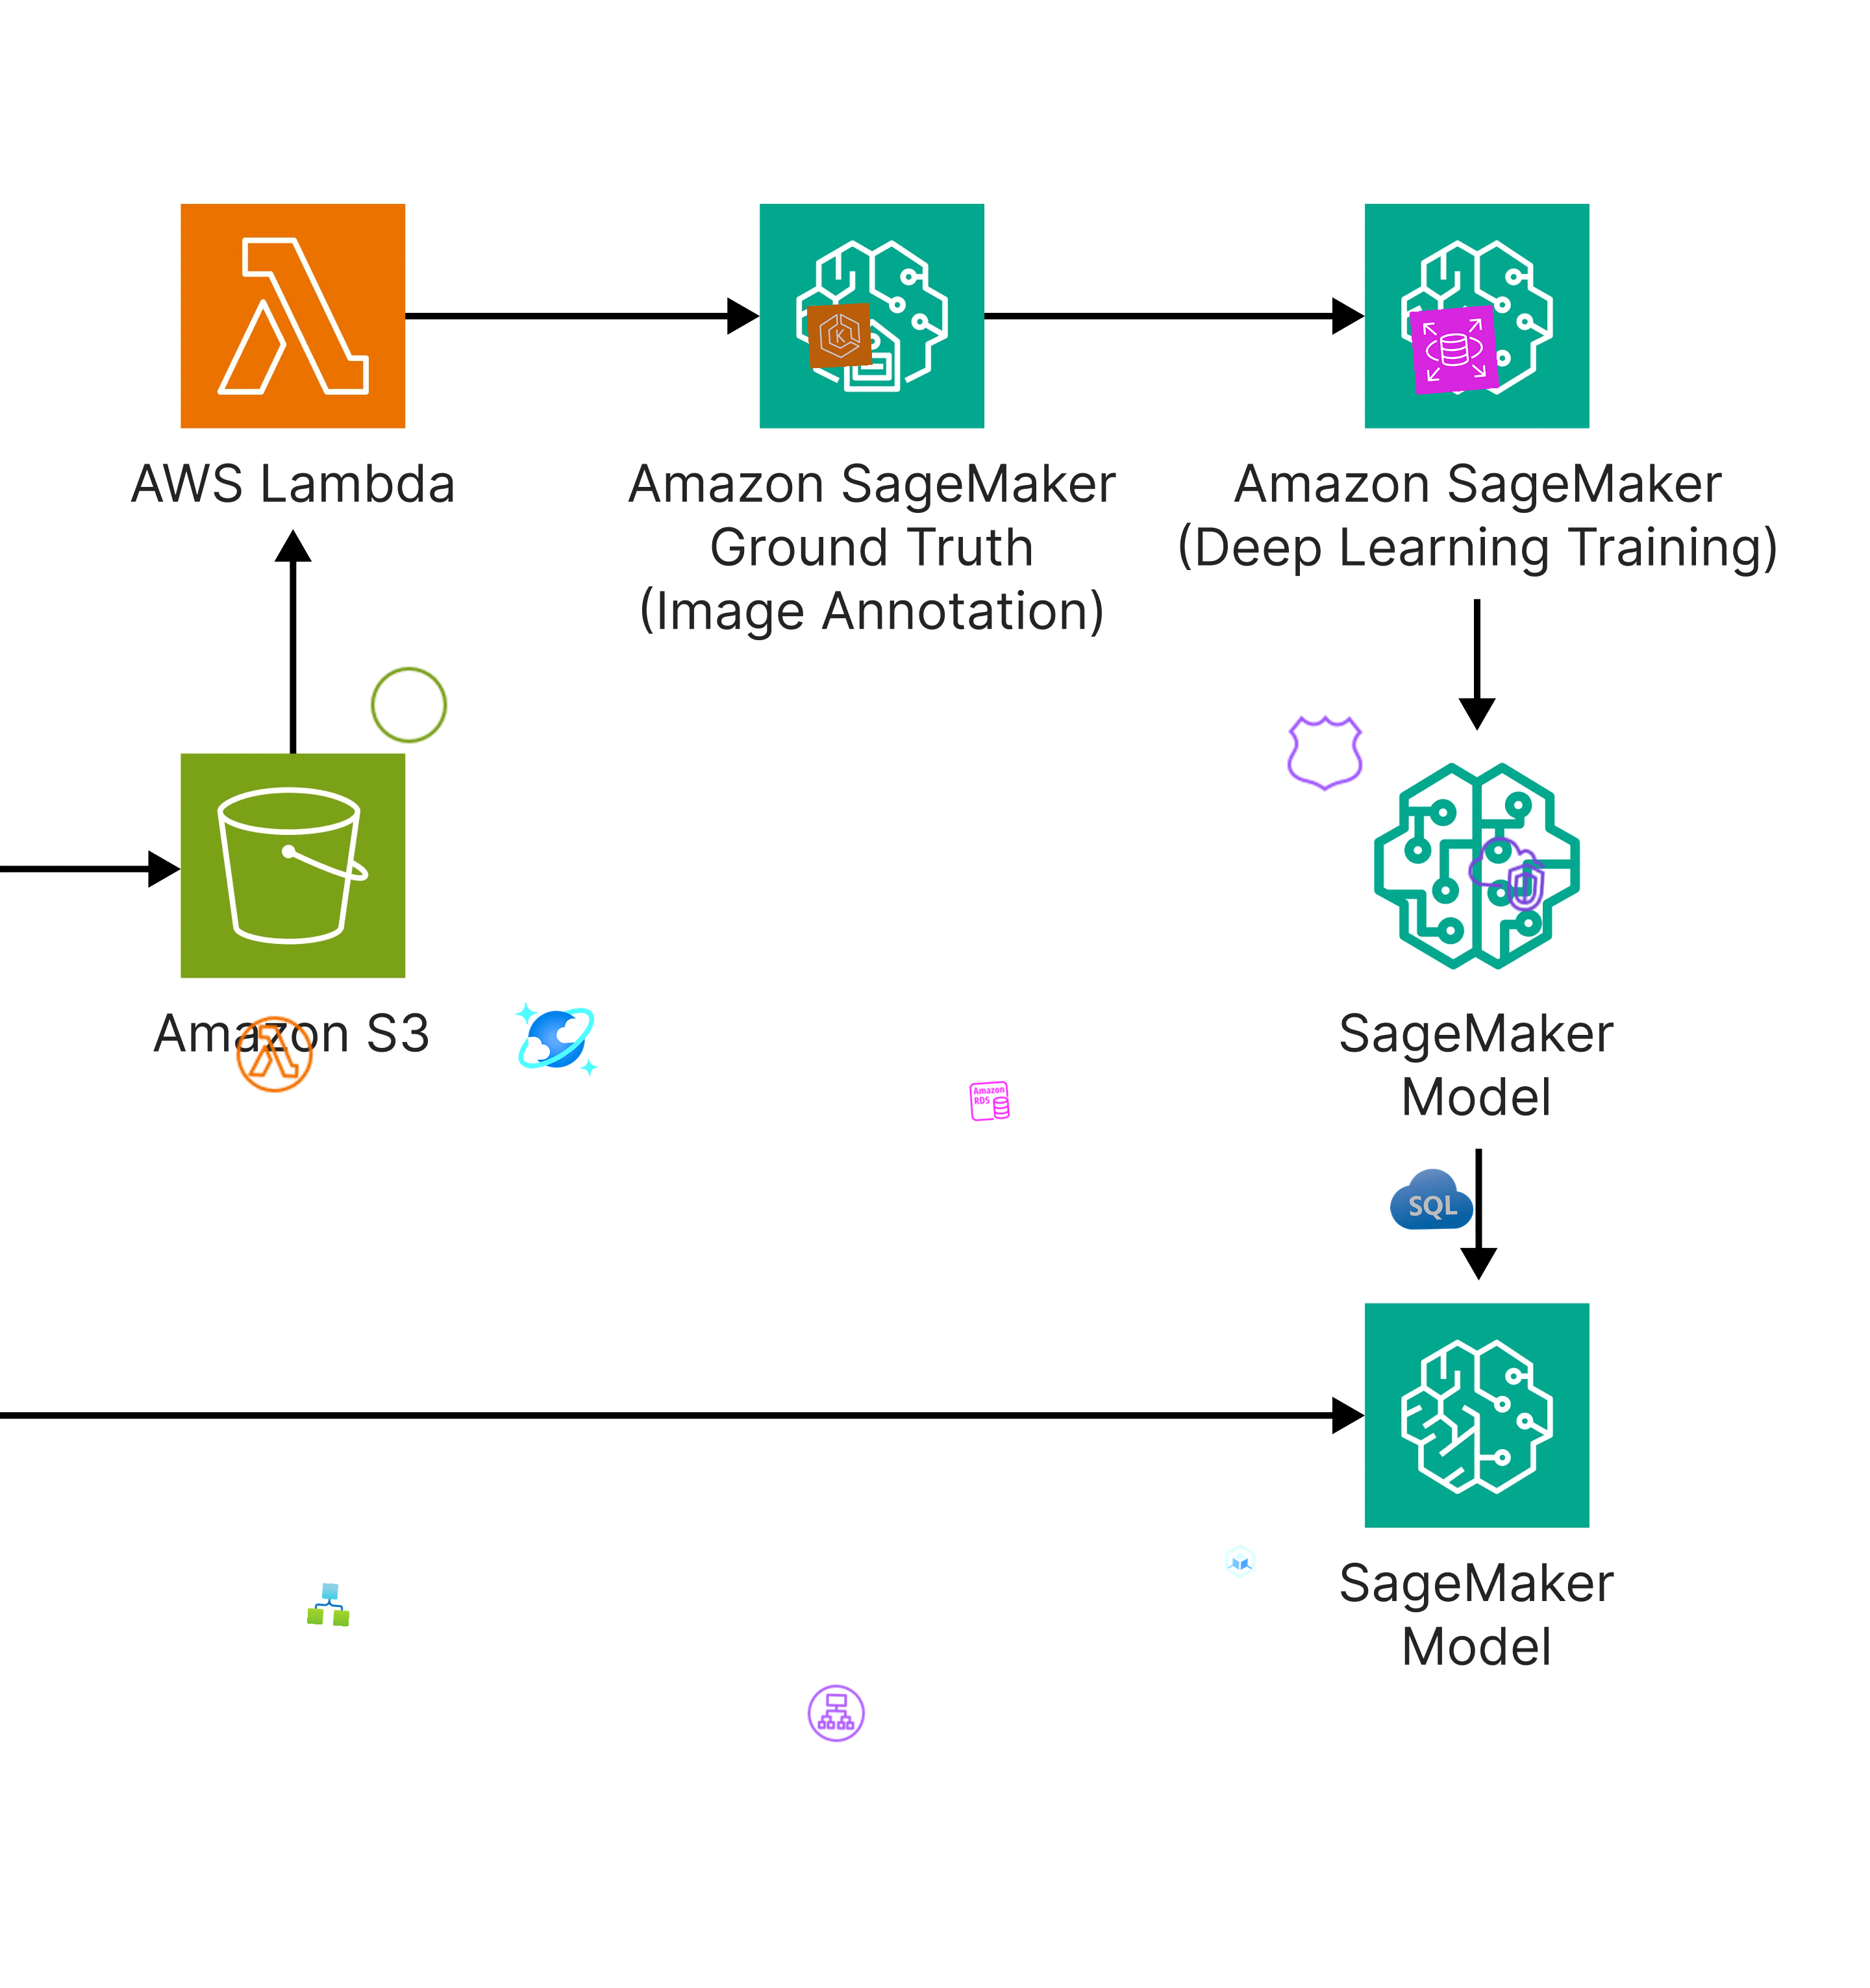 AWS Lambda
Amazon SageMaker
Ground Truth
(Image Annotation)
Amazon SageMaker
(Deep Learning Training)
K
Amazon S3
SageMaker
Model
Amazon
RDS
SQL
SageMaker
Model